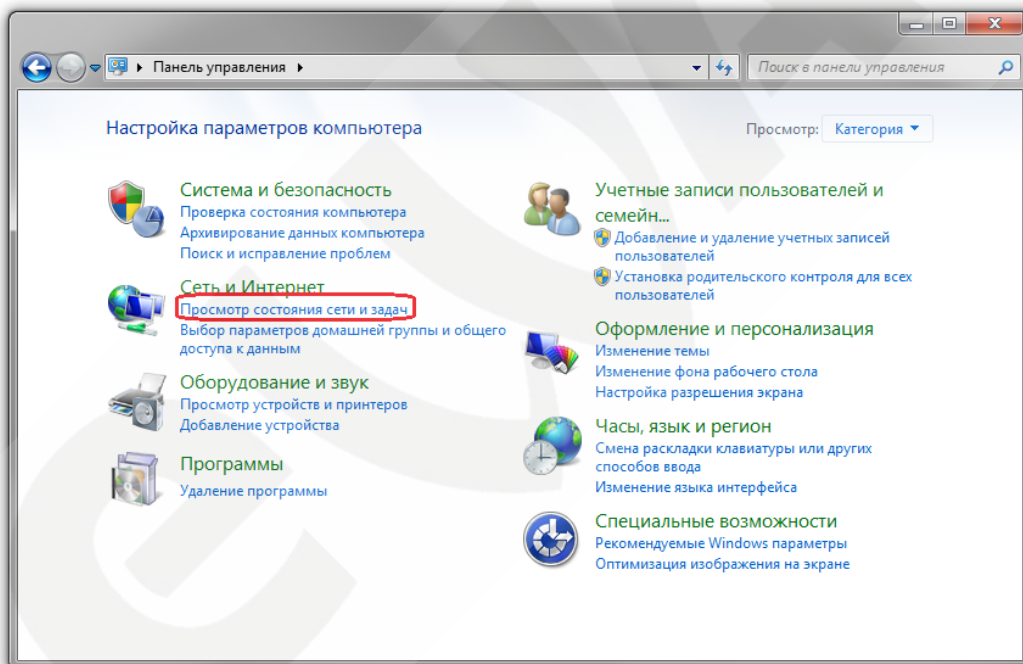 Панель управления
Поиск в панели управления
Настройка параметров компьютера
Просмотр: Категория
Система и безопасность
Проверка состояния компьютера
Архивирование данных компьютера
Поиск и исправление проблем
Сеть и Интернет
Просмотр состояния сети и задач
Выбор параметров домашней группы и общего
доступа к данным
Оборудование и звук
Просмотр устройств и принтеров
Добавление устройства
Программы
Удаление программы
Учетные записи пользователей и
семейн...
Добавление и удаление учетных записей
пользователей
Установка родительского контроля для всех
пользователей
Оформление и персонализация
Изменение темы
Изменение фона рабочего стола
Настройка разрешения экрана
Часы, язык и регион
Смена раскладки клавиатуры или других
способов ввода
Изменение языка интерфейса
Специальные возможности
Рекомендуемые Windows параметры
Оптимизация изображения на экране